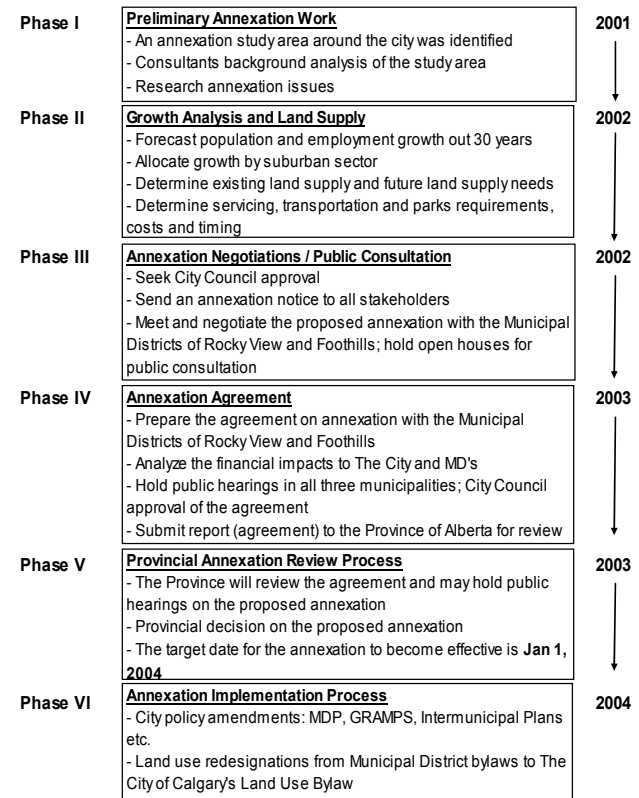 Phase I
Preliminary Annexation Work
2001
- An annexation study area around the city was identified
- Consultants background analysis of the study area
- Research annexation issues
Phase II
Growth Analysis and Land Supply
2002
- Forecast population and employment growth out 30 years
- Allocate growth by suburban sector
- Determine existing land supply and future land supply needs
- Determine servicing, transportation and parks requirements,
costs and timing
Phase III
Annexation Negotiations / Public Consultation
2002
- Seek City Council approval
- Send an annexation notice to all stakeholders
- Meet and negotiate the proposed annexation with the Municipal
Districts of Rocky View and Foothills; hold open houses for
public consultation
Phase IV
Annexation Agreement
2003
- Prepare the agreement on annexation with the Municipal
Districts of Rocky View and Foothills
- Analyze the financial impacts to The City and MD's
- Hold public hearings in all three municipalities; City Council
approval of the agreement
- Submit report (agreement) to the Province of Alberta for review
Phase V
Provincial Annexation Review Process
2003
- The Province will review the agreement and may hold public
hearings on the proposed annexation
- Provincial decision on the proposed annexation
- The target date for the annexation to become effective is Jan 1,
2004
Phase VI
Annexation Implementation Process
2004
- City policy amendments: MDP, GRAMPS, Intermunicipal Plans
etc.
- Land use redesignations from Municipal District bylaws to The
City of Calgary's Land Use Bylaw